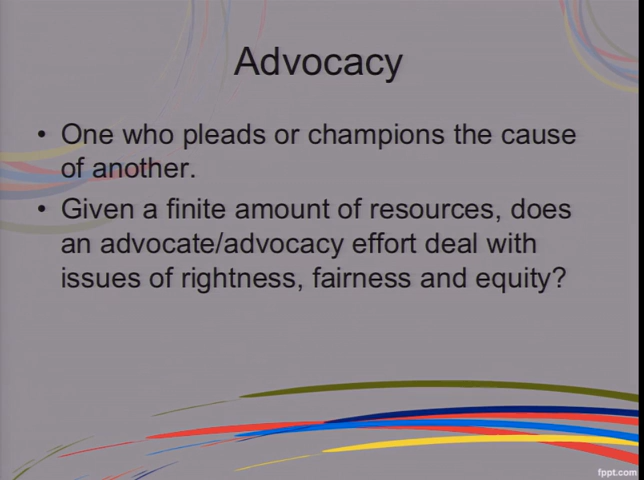 Advocacy
• One who pleads or champions the cause
of another.
• Given a finite amount of resources, does
an advocate/advocacy effort deal with
issues of rightness, fairness and equity?
fppt.com